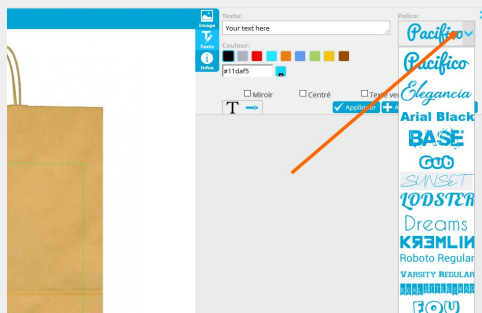 Image
Texte
Infos
Texte:
Your text here
Couleur:
#11daf5
Miroir
Centré
Texte ve
T
Appliquer
Police:
Pacifico
Pacifico
Elegancia
Arial Black
BASE
Cub
SUNSET
LODSTER
Dreams
KREMLIN
Roboto Regular
VARSITY REGULAR
FOU